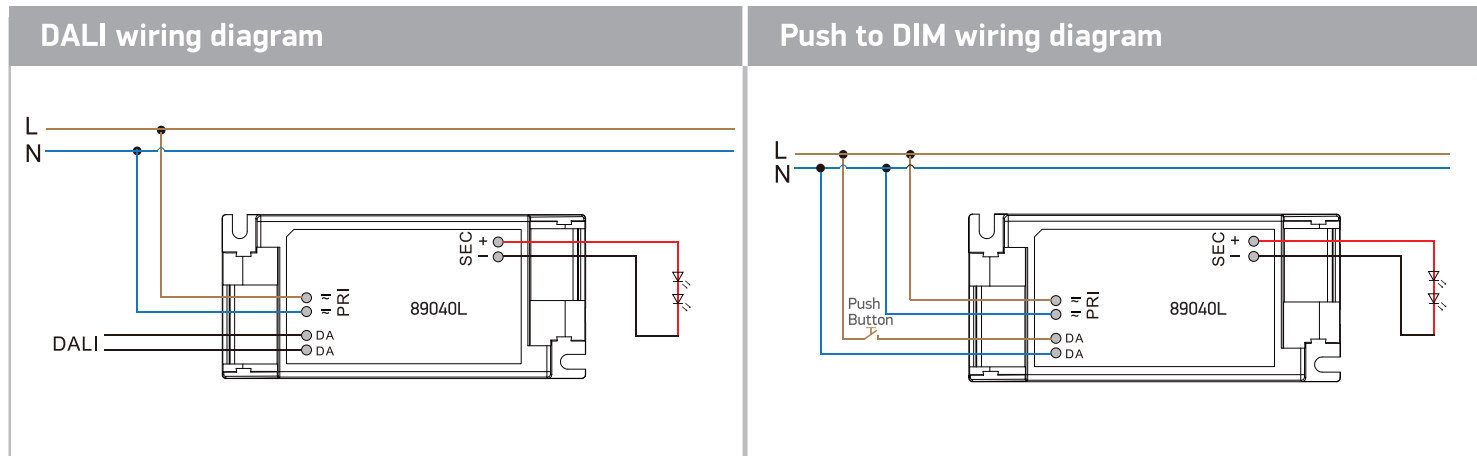 DALI wiring diagram
L
N
SEC
+
–
PRI
89040L
DA
DA
DALI
Push to DIM wiring diagram
L
N
SEC
+
–
PRI
89040L
Push
Button
DA
DA